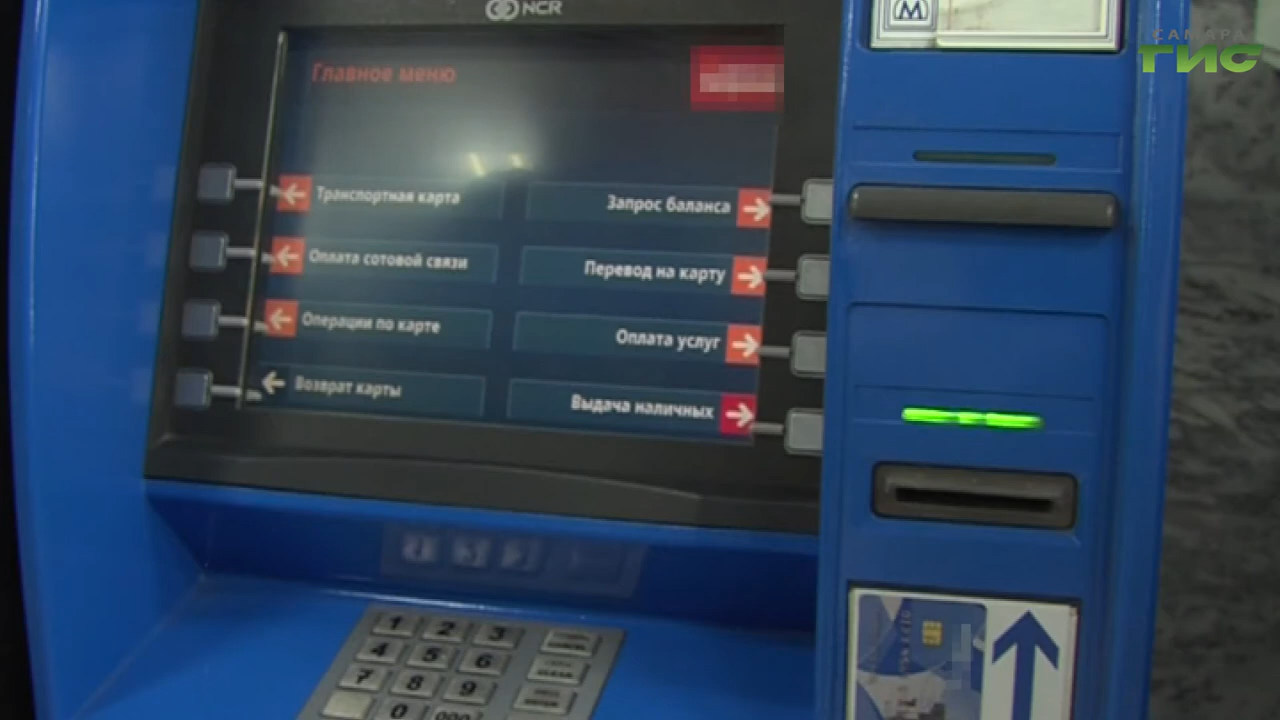 NCR
САМАРА
ГИС
Главное меню
Транспортная карта
Запрос баланса
Оплата сотовой связи
Перевод на карту
Операции по карте
Оплата услуг
Возврат карты
Выдача наличных
1 2 3
4 5 6
7 8 9
0 000